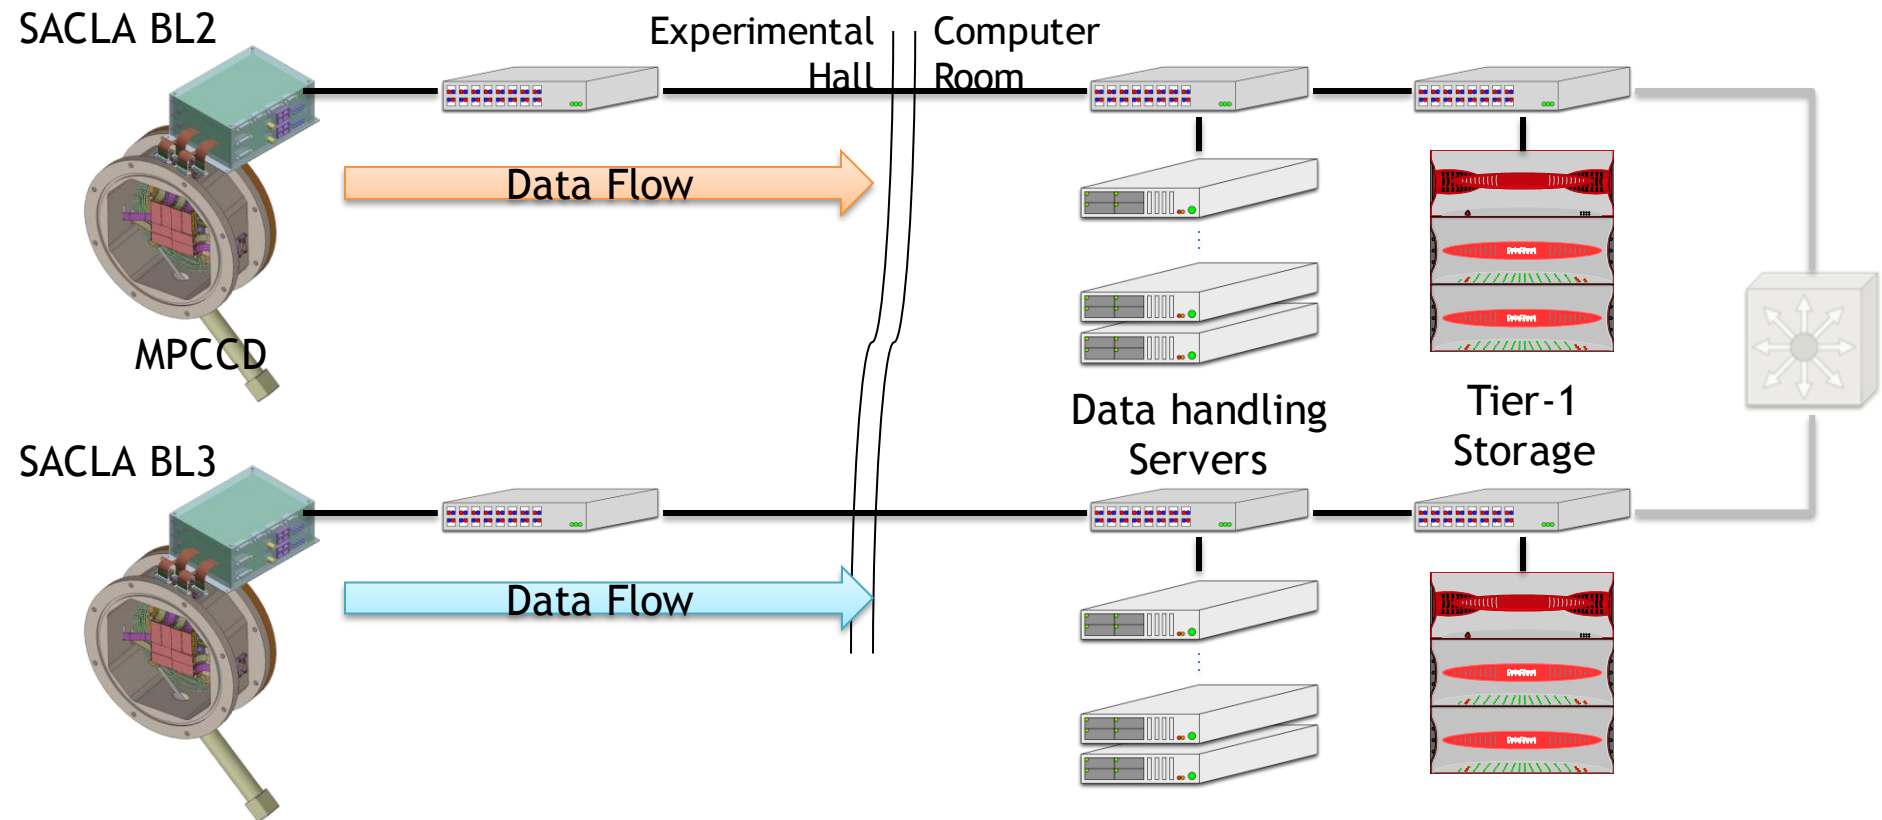 SACLA BL2
Experimental
Hall
Computer
Room
Data Flow
MPCCD
Data handling
Servers
Tier-1
Storage
SACLA BL3
Data Flow